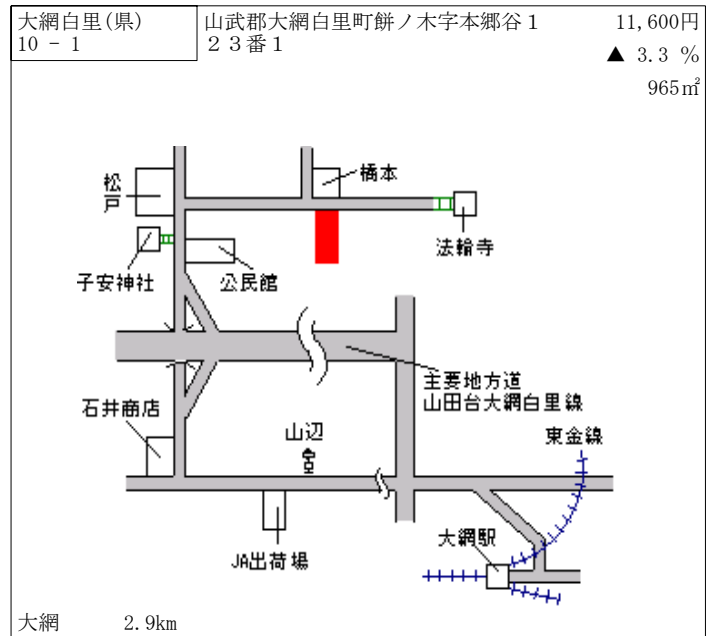 大網白里(県)
10 - 1
山武郡大網白里町餅ノ木字本郷谷1
23番1
11,600円
▲ 3.3 %
965㎡
松戸
橋本
法輪寺
子安神社
公民館
主要地方道
山田台大網白里線
石井商店
山辺
東金線
大網駅
JA出荷場
大網 2.9km